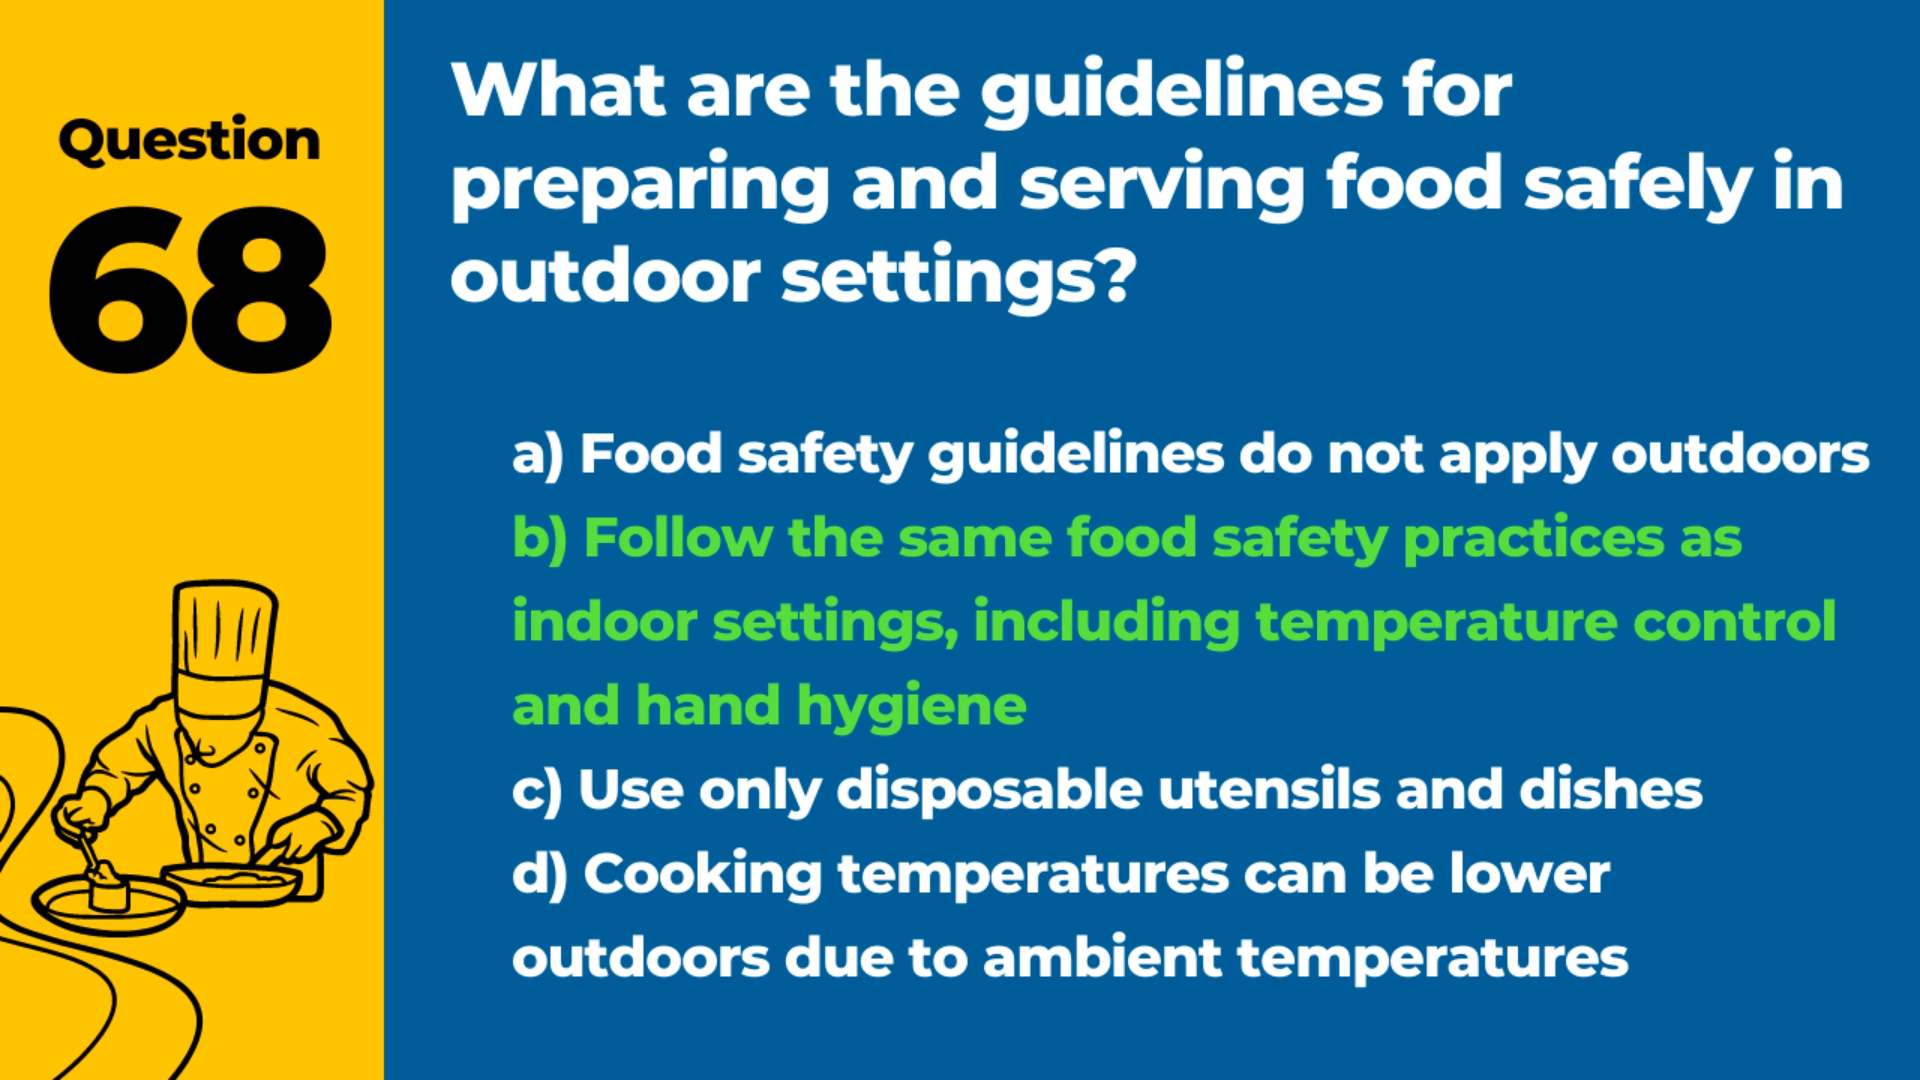 Question
68
What are the guidelines for
preparing and serving food safely in
outdoor settings?
a) Food safety guidelines do not apply outdoors
b) Follow the same food safety practices as
indoor settings, including temperature control
and hand hygiene
c) Use only disposable utensils and dishes
d) Cooking temperatures can be lower
outdoors due to ambient temperatures